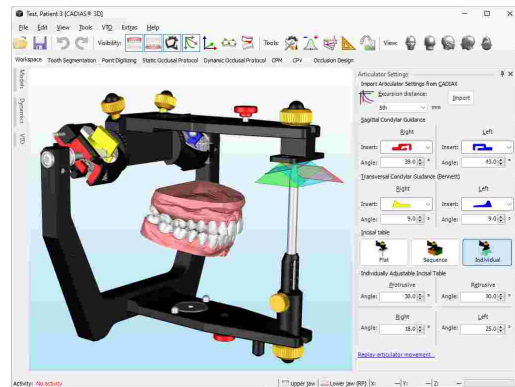 Test, Patient 3 [CADIAS® 3D]
File Edit View Tools VTD Extras Help
Visibility: Tools: View:
Workspace Tooth Segmentation Point Digitizing Static Occlusal Protocol Dynamic Occlusal Protocol CPM CPV Occlusion Design
Models
Dynamics
VTD
Articulator Settings
Import Articulator Settings from CADIAX
Excursion distance:
5th mm Import
Sagittal Condylar Guidance
Right Left
Insert: Insert:
Angle: 39.0 ° Angle: 43.0 °
Transversal Condylar Guidance (Bennett)
Right Left
Insert: Insert:
Angle: 9.0 ° Angle: 9.0 °
Incisal table
Flat Sequence Individual
Individually Adjustable Incisal Table
Protrusive Retrusive
Angle: 30.0 ° Angle: 30.0 °
Right Left
Angle: 18.0 ° Angle: 25.0 °
Replay articulator movement...
Activity: No activity Upper jaw Lower jaw (RP) X: — Y: — Z: —